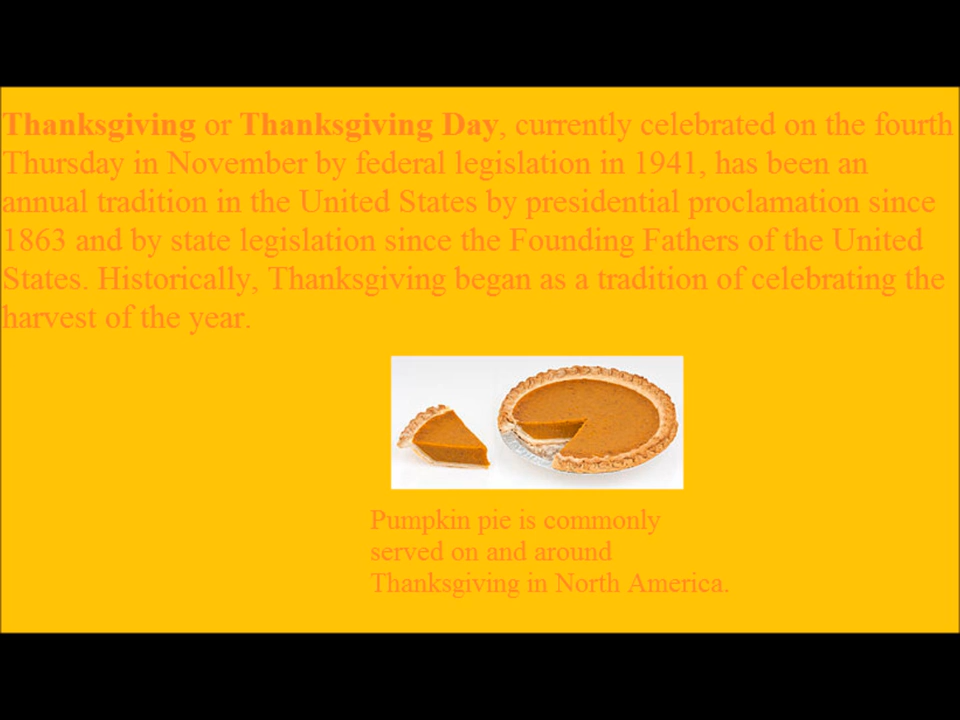 Thanksgiving or Thanksgiving Day, currently celebrated on the fourth
Thursday in November by federal legislation in 1941, has been an
annual tradition in the United States by presidential proclamation since
1863 and by state legislation since the Founding Fathers of the United
States. Historically, Thanksgiving began as a tradition of celebrating the
harvest of the year.
Pumpkin pie is commonly
served on and around
Thanksgiving in North America.